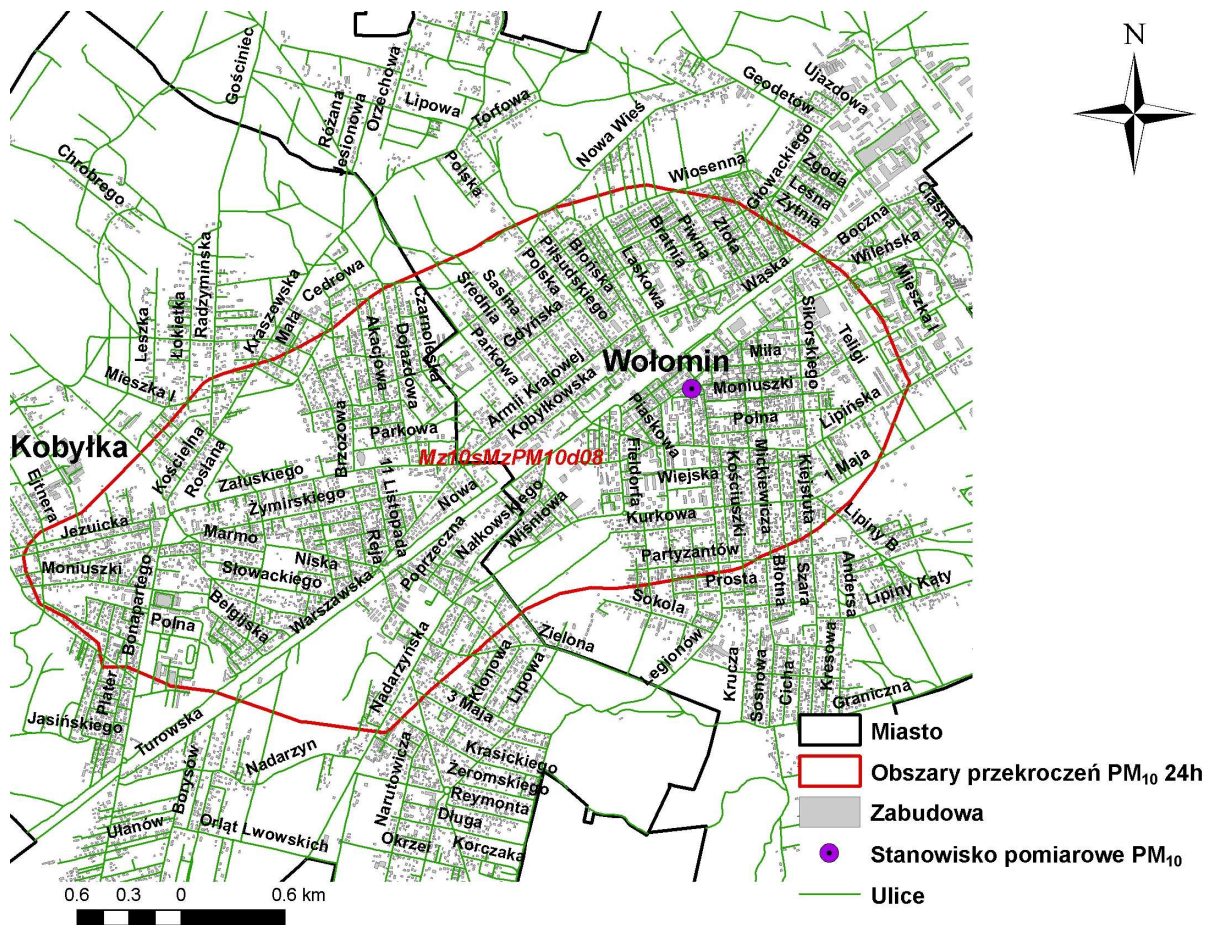 N
Gościniec
Różana
Jesionowa
Orzechowa
Lipowa
Torfowa
Polska
Nowa Wieś
Geodetów
Ujazdowa
Wiosenna
Głowackiego
Zgoda
Leśna
Żytnia
Boczna
Ciasna
Wileńska
Mieszka I
Chrobrego
Radzymińska
Łokietka
Leszka
Mieszka I
Kraszewska
Mała
Cedrowa
Czarnoleska
Akacjowa
Dojazdowa
Brzozowa
Parkowa
Średnia
Sasina
Polska
Piłsudskiego
Błońska
Gdyńska
Parkowa
Laskowa
Bratnia
Piwna
Złota
Wąska
Armii Krajowej
Kobyłkowska
Wołomin
Sikorskiego
Teligi
Miła
Moniuszki
Polna
Lipińska
Piaskowa
1 Maja
Kobyłka
Kościelna
Rośłana
Ejtnera
Załuskiego
Żymirskiego
11 Listopada
Mz10sMzPM10d08
Nowa
Fieldorfa
Wiejska
Kościuszki
Mickiewicza
Kiejstuta
Jezuicka
Marmo
Niska
Reja
Poprzeczna
Nałkowskiego
Wiśniowa
Kurkowa
Lipiny B
Moniuszki
Bonapartego
Słowackiego
Belgijska
Warszawska
Partyzantów
Prosta
Błotna
Szara
Andersa
Lipiny Kąty
Polna
Sokola
Zielona
Legionów
Nadarzyńska
Klonowa
Lipowa
Krucza
Sosnowa
Cicha
Kresowa
Graniczna
Plater
Jasińskiego
Turowska
3 Maja
Nadarzyn
Borysów
Narutowicza
Krasickiego
Żeromskiego
Reymonta
Długa
Ułanów
Orląt Lwowskich
Okrzei
Korczaka
Miasto
Obszary przekroczeń PM₁₀ 24h
Zabudowa
Stanowisko pomiarowe PM₁₀
Ulice
0.6 0.3 0 0.6 km